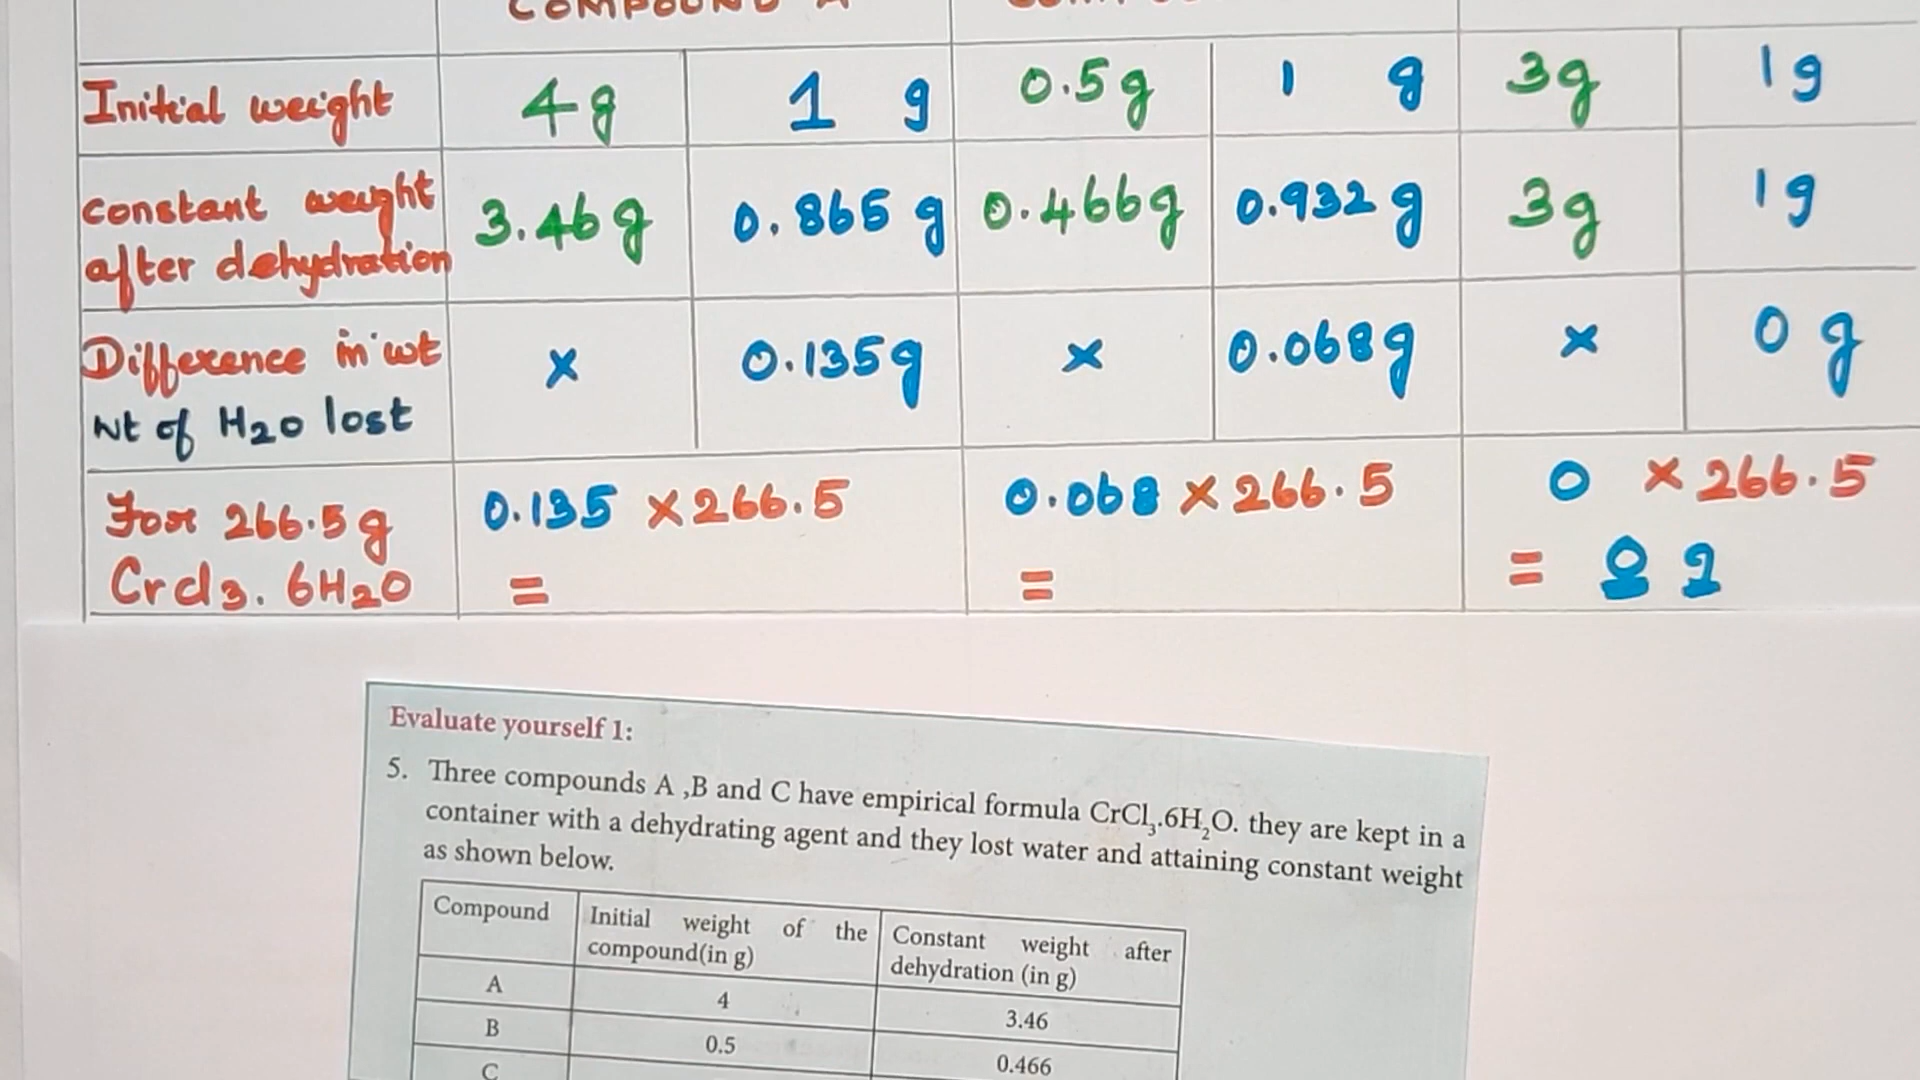 COMPOUND A
Initial weight 4g 1 g 0.5g 1 g 3g 1g
constant weight
after dehydration 3.46g 0.865 g 0.466g 0.932 g 3g 1g
Difference in wt × 0.135g × 0.068g × 0 g
Wt of H2O lost
For 266.5g 0.135 × 266.5 0.068 × 266.5 0 × 266.5
CrCl3. 6H2O = = = 0 g
Evaluate yourself 1:
5. Three compounds A ,B and C have empirical formula CrCl₃.6H₂O. they are kept in a
container with a dehydrating agent and they lost water and attaining constant weight
as shown below.
Compound Initial weight of the Constant weight after
compound(in g) dehydration (in g)
A 4 3.46
B 0.5 0.466
C